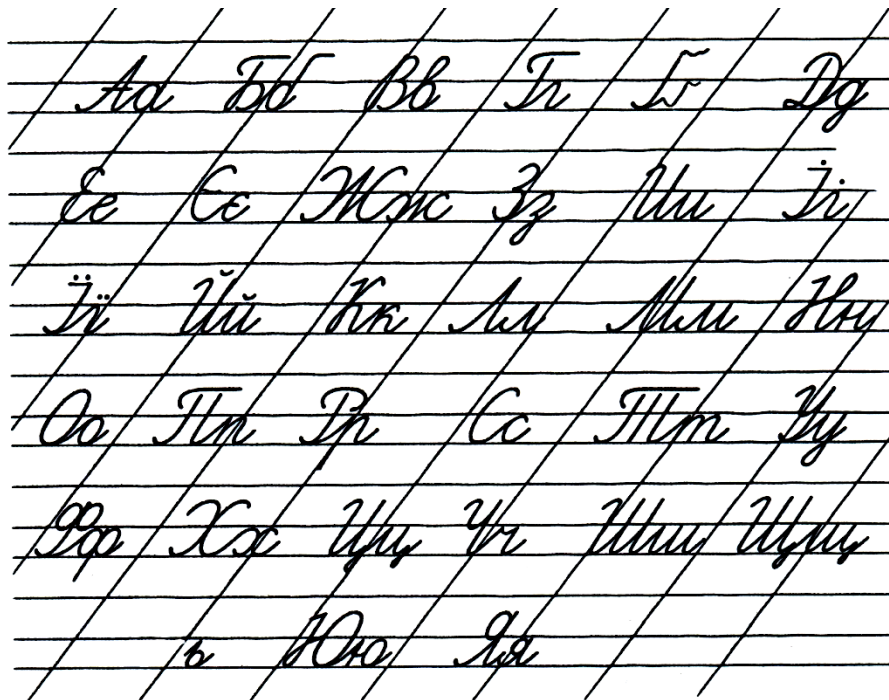 Аа Бб Вв Гг Ґґ Дд
Ее Єє Жж Зз Ии Іі
Її Йй Кк Лл Мм Нн
Оо Пп Рр Сс Тт Уу
Фф Хх Цц Чч Шш Щщ
ь Юю Яя